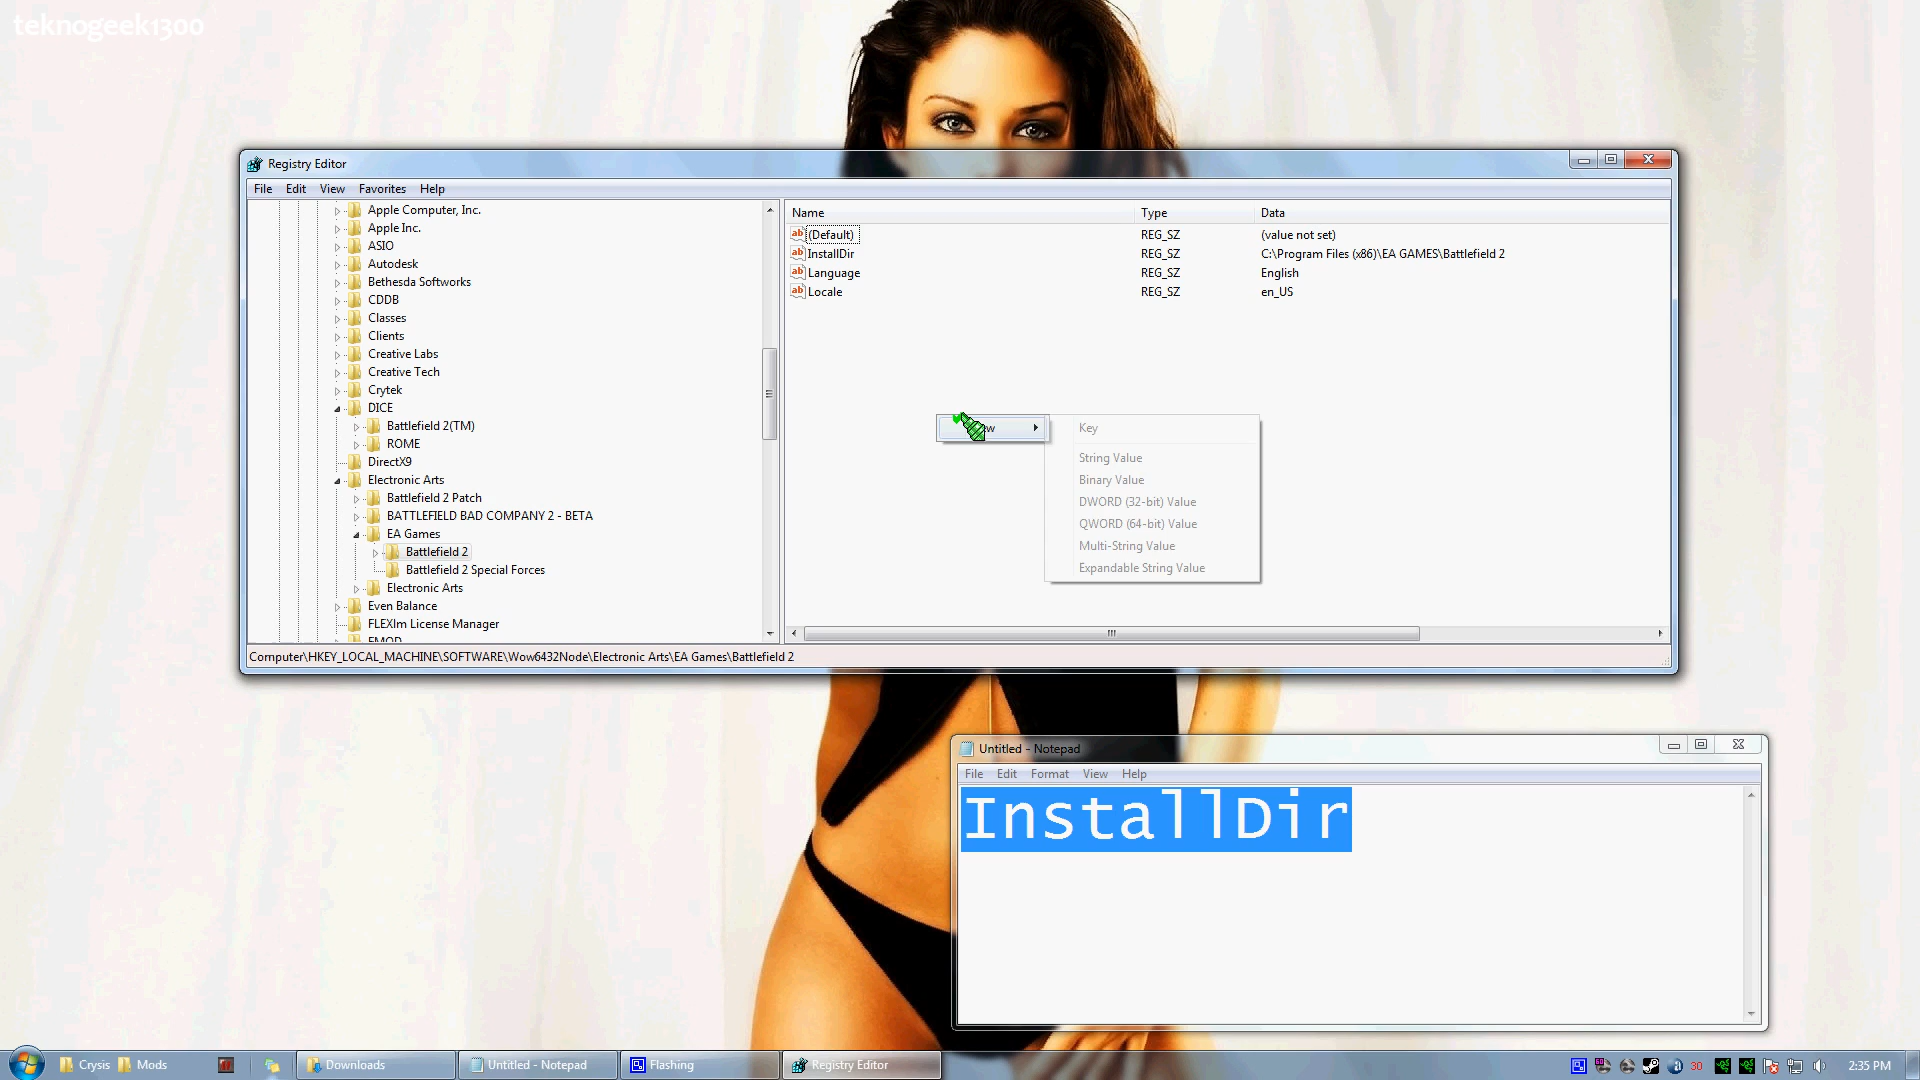 teknogeek1300
Registry Editor
File Edit View Favorites Help
Apple Computer, Inc.
Apple Inc.
ASIO
Autodesk
Bethesda Softworks
CDDB
Classes
Clients
Creative Labs
Creative Tech
Crytek
DICE
Battlefield 2(TM)
ROME
DirectX9
Electronic Arts
Battlefield 2 Patch
BATTLEFIELD BAD COMPANY 2 - BETA
EA Games
Battlefield 2
Battlefield 2 Special Forces
Electronic Arts
Even Balance
FLEXlm License Manager
Name Type Data
(Default) REG_SZ (value not set)
InstallDir REG_SZ C:\Program Files (x86)\EA GAMES\Battlefield 2
Language REG_SZ English
Locale REG_SZ en_US
Key
String Value
Binary Value
DWORD (32-bit) Value
QWORD (64-bit) Value
Multi-String Value
Expandable String Value
Computer\HKEY_LOCAL_MACHINE\SOFTWARE\Wow6432Node\Electronic Arts\EA Games\Battlefield 2
Untitled - Notepad
File Edit Format View Help
InstallDir
Crysis Mods Downloads Untitled - Notepad Flashing Registry Editor 30 2:35 PM